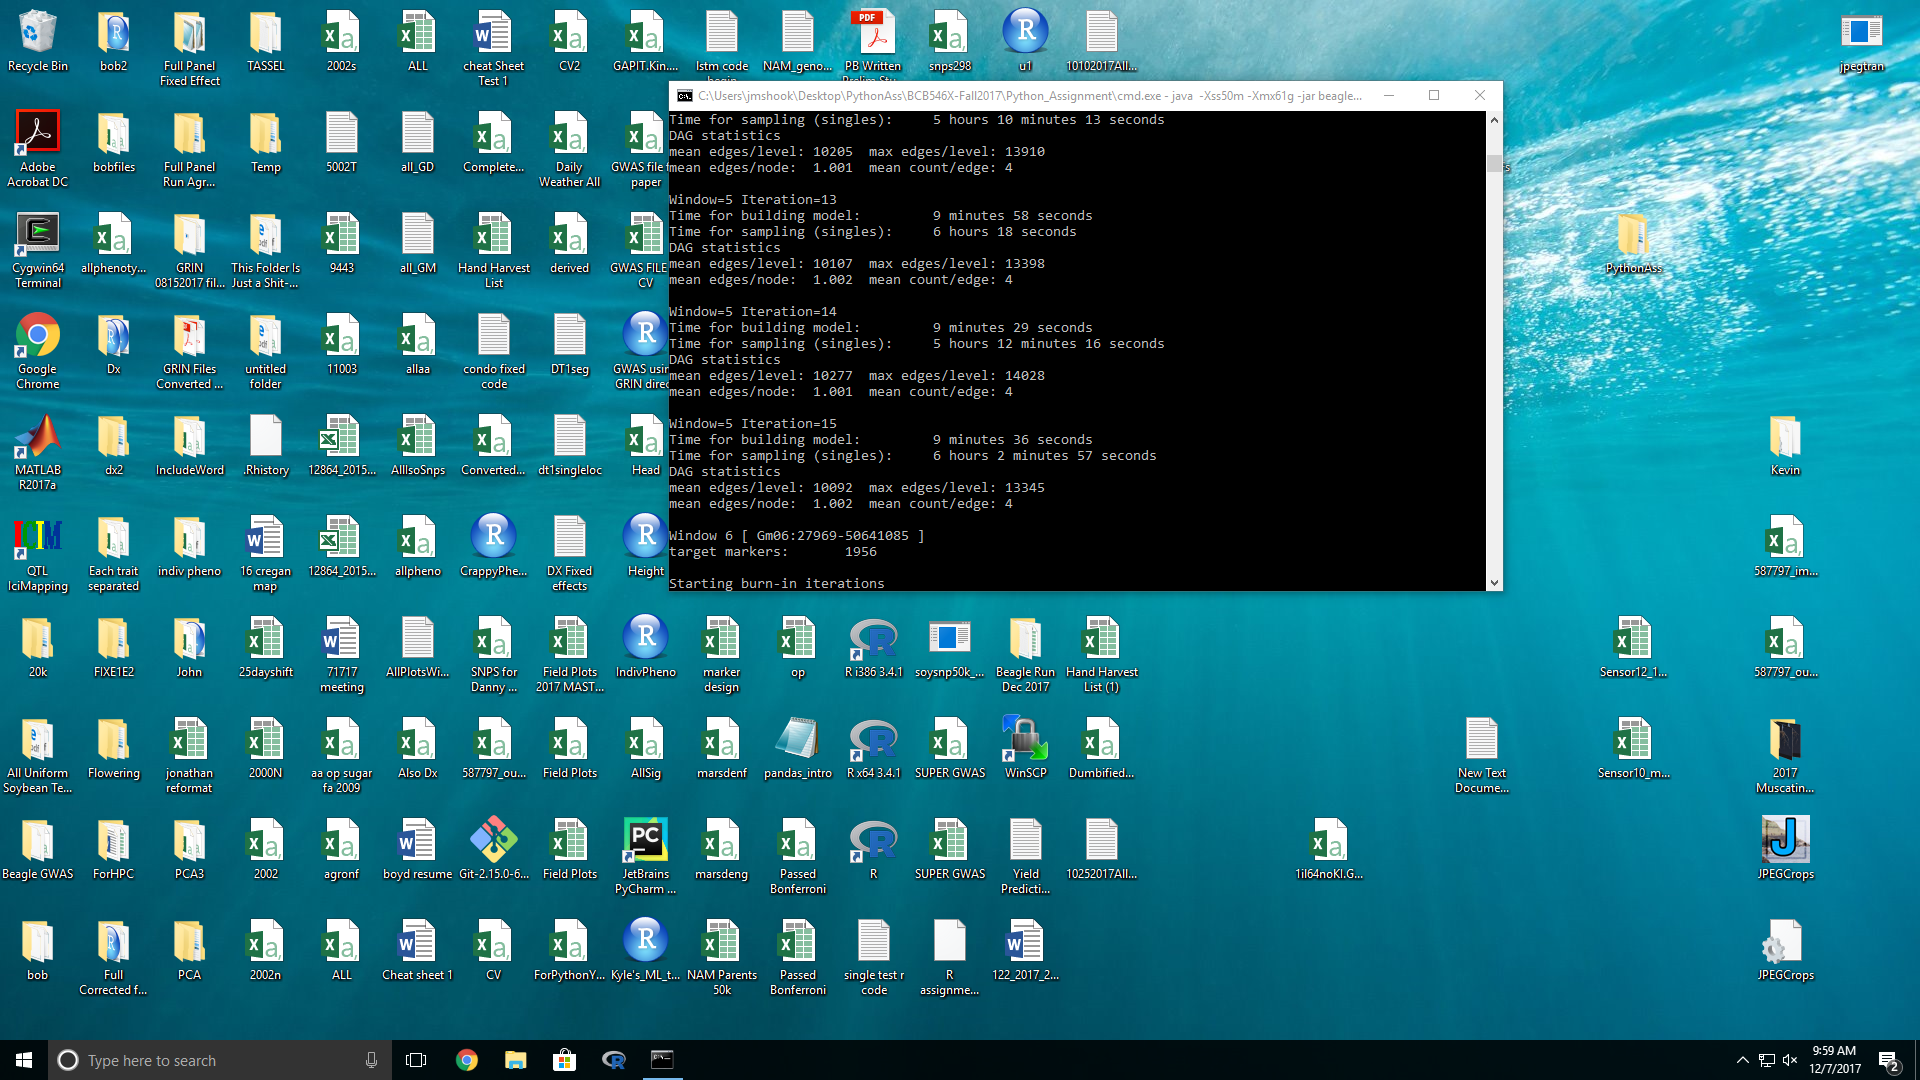 Recycle Bin
bob2
Full Panel
Fixed Effect
TASSEL
2002s
ALL
cheat Sheet
Test 1
CV2
GAPIT.Kin....
lstm code
NAM_geno...
PB Written
snps298
u1
10102017All...
jpegtran
C:\Users\jmshook\Desktop\PythonAss\BCB546X-Fall2017\Python_Assignment\cmd.exe - java  -Xss50m -Xmx61g -jar beagle...
Time for sampling (singles):     5 hours 10 minutes 13 seconds
DAG statistics
mean edges/level: 10205  max edges/level: 13910
mean edges/node:  1.001  mean count/edge: 4
Window=5 Iteration=13
Time for building model:         9 minutes 58 seconds
Time for sampling (singles):     6 hours 18 seconds
DAG statistics
mean edges/level: 10107  max edges/level: 13398
mean edges/node:  1.002  mean count/edge: 4
Window=5 Iteration=14
Time for building model:         9 minutes 29 seconds
Time for sampling (singles):     5 hours 12 minutes 16 seconds
DAG statistics
mean edges/level: 10277  max edges/level: 14028
mean edges/node:  1.001  mean count/edge: 4
Window=5 Iteration=15
Time for building model:         9 minutes 36 seconds
Time for sampling (singles):     6 hours 2 minutes 57 seconds
DAG statistics
mean edges/level: 10092  max edges/level: 13345
mean edges/node:  1.002  mean count/edge: 4
Window 6 [ Gm06:27969-50641085 ]
target markers:       1956
Starting burn-in iterations
Adobe
Acrobat DC
bobfiles
Full Panel
Run Agr...
Temp
5002T
all_GD
Complete...
Daily
Weather All
GWAS file
paper
Cygwin64
Terminal
allphenoty...
GRIN
08152017 fil...
This Folder Is
Just a Shit-...
9443
all_GM
Hand Harvest
List
derived
GWAS FILE
CV
PythonAss
Google
Chrome
Dx
GRIN Files
Converted ...
untitled
folder
11003
allaa
condo fixed
code
DT1seg
GWAS usin
GRIN direc
MATLAB
R2017a
dx2
IncludeWord
.Rhistory
12864_2015...
AllIsoSnps
Converted...
dt1singleloc
Head
Kevin
QTL
IciMapping
Each trait
separated
indiv pheno
16 cregan
map
12864_2015...
allpheno
CrappyPhe...
DX Fixed
effects
Height
587797_im...
20k
FIXE1E2
John
25dayshift
71717
meeting
AllPlotsWi...
SNPS for
Danny ...
Field Plots
2017 MAST...
IndivPheno
marker
design
op
R i386 3.4.1
soysnp50k_...
Beagle Run
Dec 2017
Hand Harvest
List (1)
Sensor12_1...
587797_ou...
All Uniform
Soybean Te...
Flowering
jonathan
reformat
2000N
aa op sugar
fa 2009
Also Dx
587797_ou...
Field Plots
AllSig
marsdenf
pandas_intro
R x64 3.4.1
SUPER GWAS
WinSCP
Dumbified...
New Text
Docume...
Sensor10_m...
2017
Muscatin...
Beagle GWAS
ForHPC
PCA3
2002
agronf
boyd resume
Git-2.15.0-6...
Field Plots
JetBrains
PyCharm ...
marsdeng
Passed
Bonferroni
R
SUPER GWAS
Yield
Predicti...
10252017All...
1il64noKI.G...
JPEGCrops
bob
Full
Corrected f...
PCA
2002n
ALL
Cheat sheet 1
CV
ForPythonY...
Kyle's_ML_t...
NAM Parents
50k
Passed
Bonferroni
single test r
code
R
assignme...
122_2017_2...
JPEGCrops
Type here to search
9:59 AM
12/7/2017
2